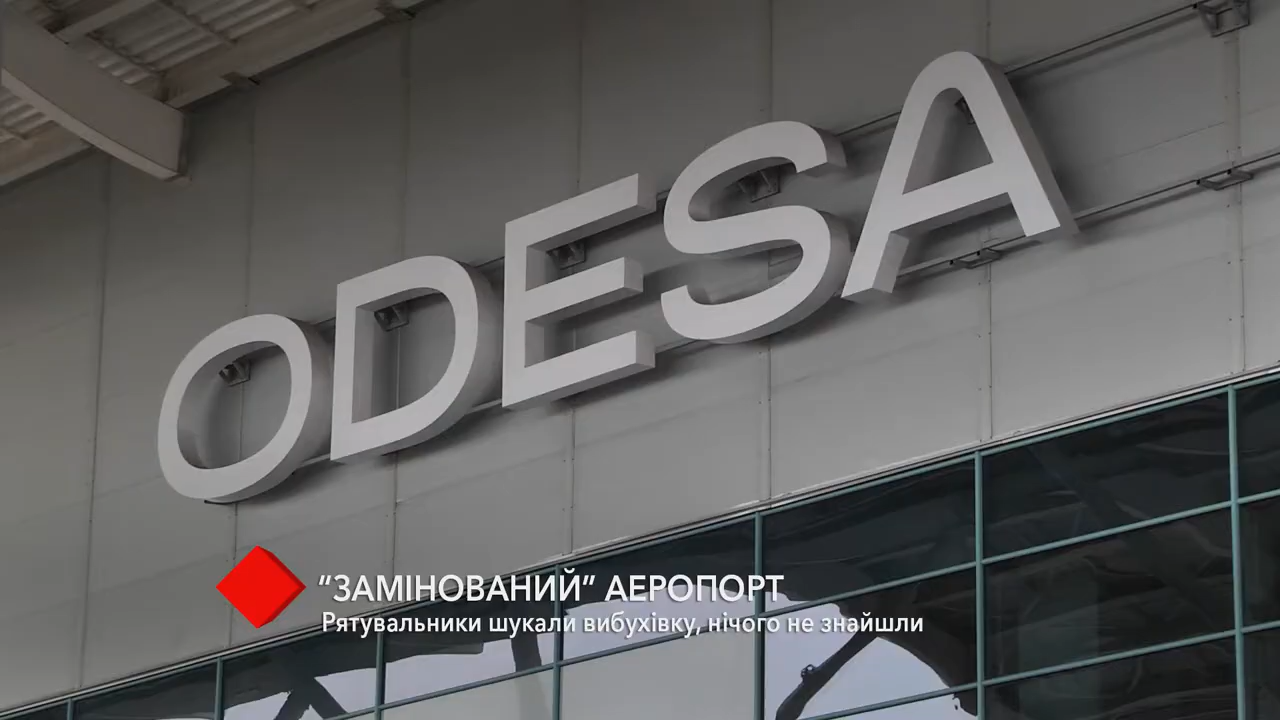 ODESA
“ЗАМІНОВАНИЙ” АЕРОПОРТ
Рятувальники шукали вибухівку, нічого не знайшли